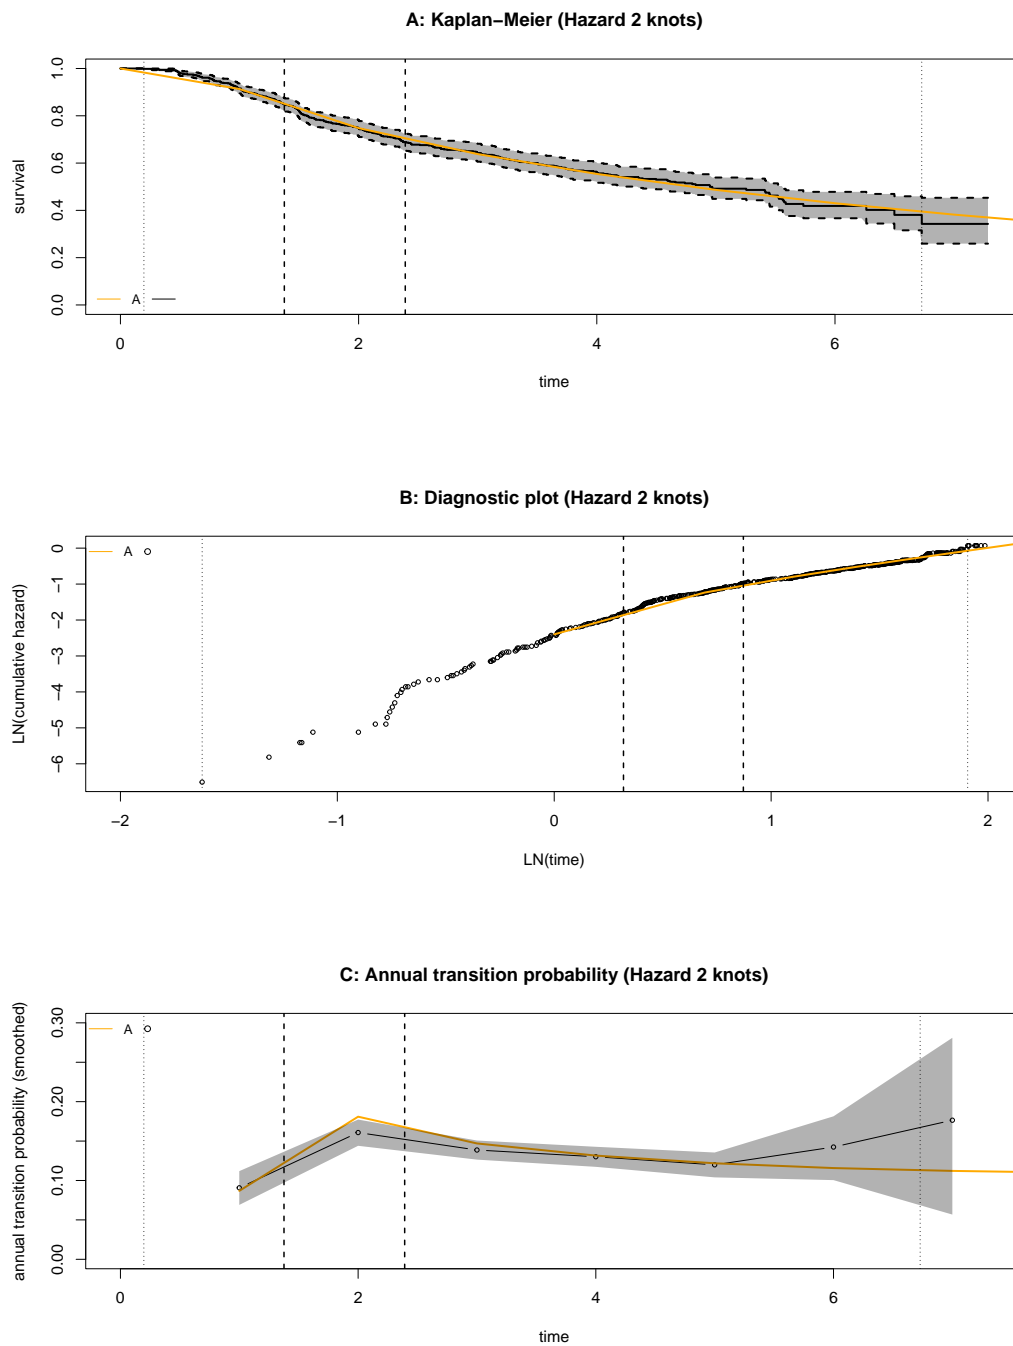 A: Kaplan−Meier (Hazard 2 knots)
survival
1.0
0.8
0.6
0.4
0.2
0.0
A
0 2 4 6
time
B: Diagnostic plot (Hazard 2 knots)
LN(cumulative hazard)
A
0
−1
−2
−3
−4
−5
−6
−2 −1 0 1 2
LN(time)
C: Annual transition probability (Hazard 2 knots)
annual transition probability (smoothed)
A
0.30
0.20
0.10
0.00
0 2 4 6
time